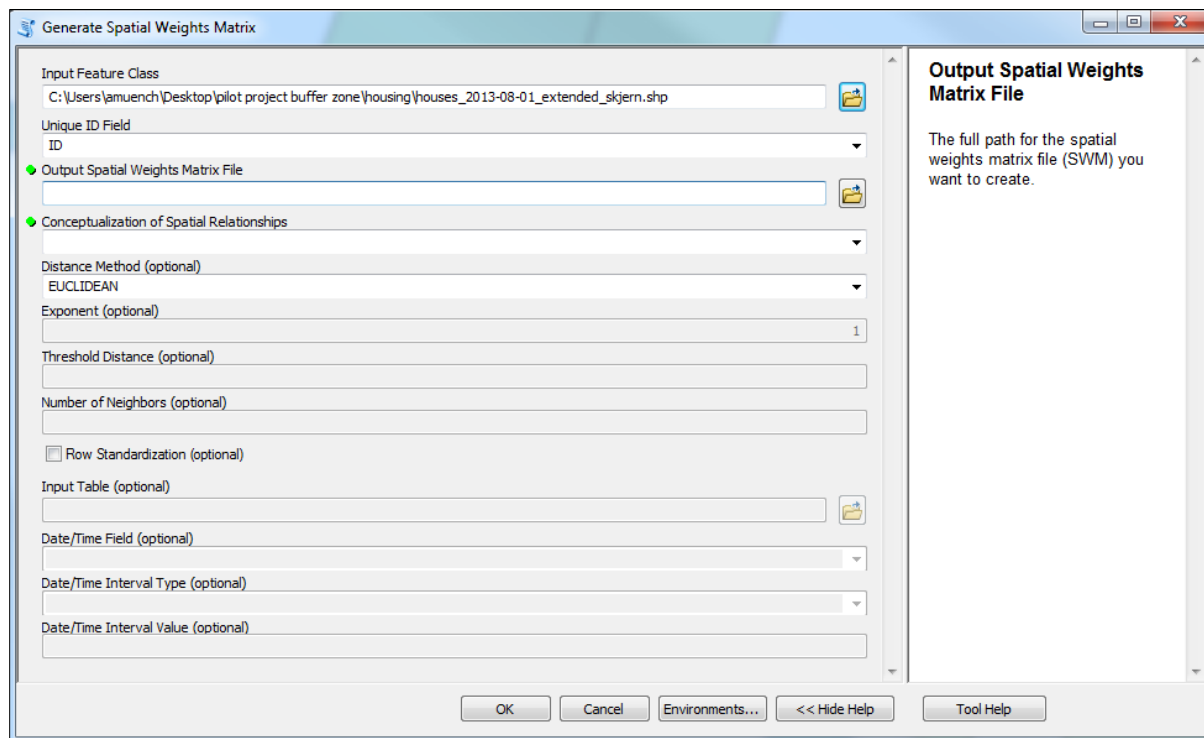 Generate Spatial Weights Matrix
Input Feature Class
C:\Users\amuench\Desktop\pilot project buffer zone\housing\houses_2013-08-01_extended_skjern.shp
Unique ID Field
ID
Output Spatial Weights Matrix File
Conceptualization of Spatial Relationships
Distance Method (optional)
EUCLIDEAN
Exponent (optional)
1
Threshold Distance (optional)
Number of Neighbors (optional)
Row Standardization (optional)
Input Table (optional)
Date/Time Field (optional)
Date/Time Interval Type (optional)
Date/Time Interval Value (optional)
OK
Cancel
Environments...
<< Hide Help
Output Spatial Weights
Matrix File
The full path for the spatial
weights matrix file (SWM) you
want to create.
Tool Help